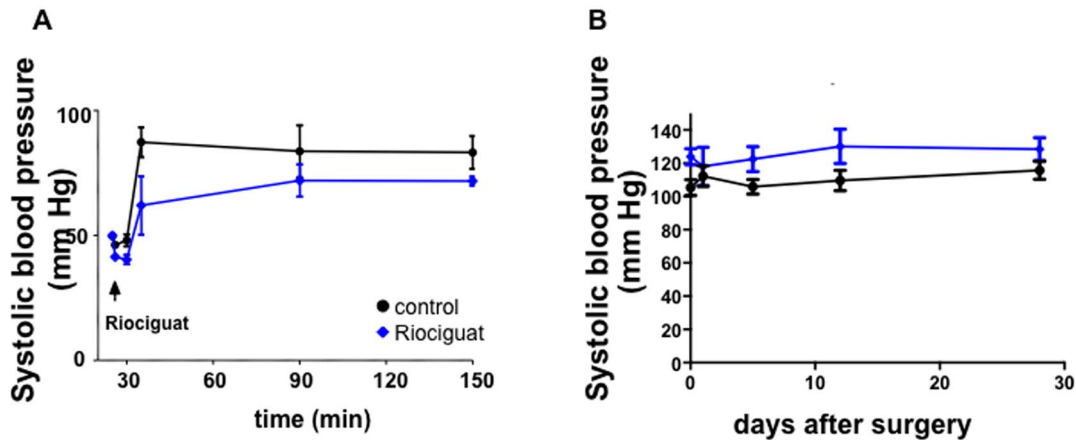 A
Systolic blood pressure
(mm Hg)
100
50
0
Riociguat
control
Riociguat
30
60
90
120
150
time (min)
B
Systolic blood pressure
(mm Hg)
140
120
100
80
60
40
20
0
0
10
20
30
days after surgery